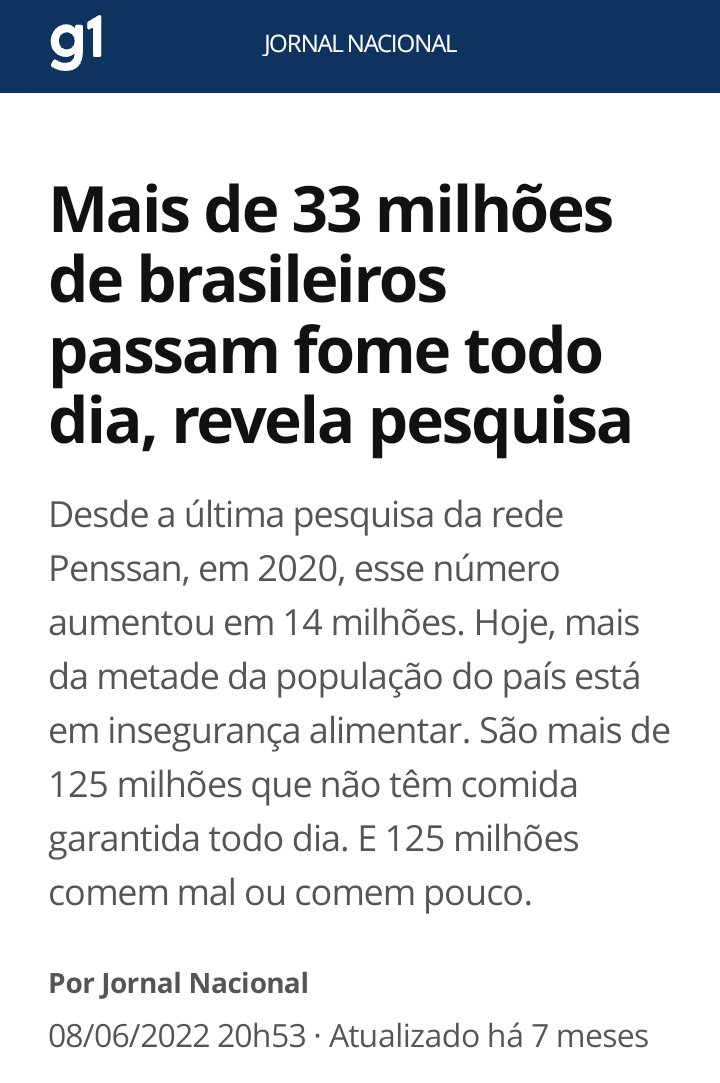 g1
JORNAL NACIONAL
Mais de 33 milhões
de brasileiros
passam fome todo
dia, revela pesquisa
Desde a última pesquisa da rede
Penssan, em 2020, esse número
aumentou em 14 milhões. Hoje, mais
da metade da população do país está
em insegurança alimentar. São mais de
125 milhões que não têm comida
garantida todo dia. E 125 milhões
comem mal ou comem pouco.
Por Jornal Nacional
08/06/2022 20h53 · Atualizado há 7 meses